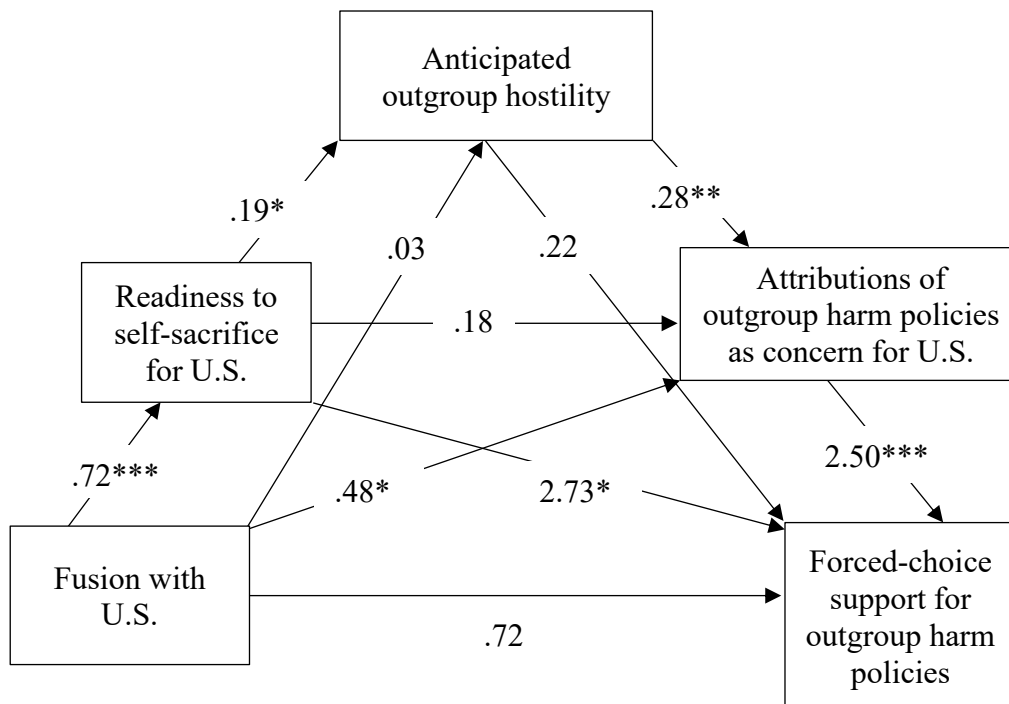 Anticipated
outgroup hostility
.19*
.03
.22
.28**
Readiness to
self-sacrifice
for U.S.
.18
Attributions of
outgroup harm policies
as concern for U.S.
.72***
.48*
2.73*
2.50***
Fusion with
U.S.
.72
Forced-choice
support for
outgroup harm
policies